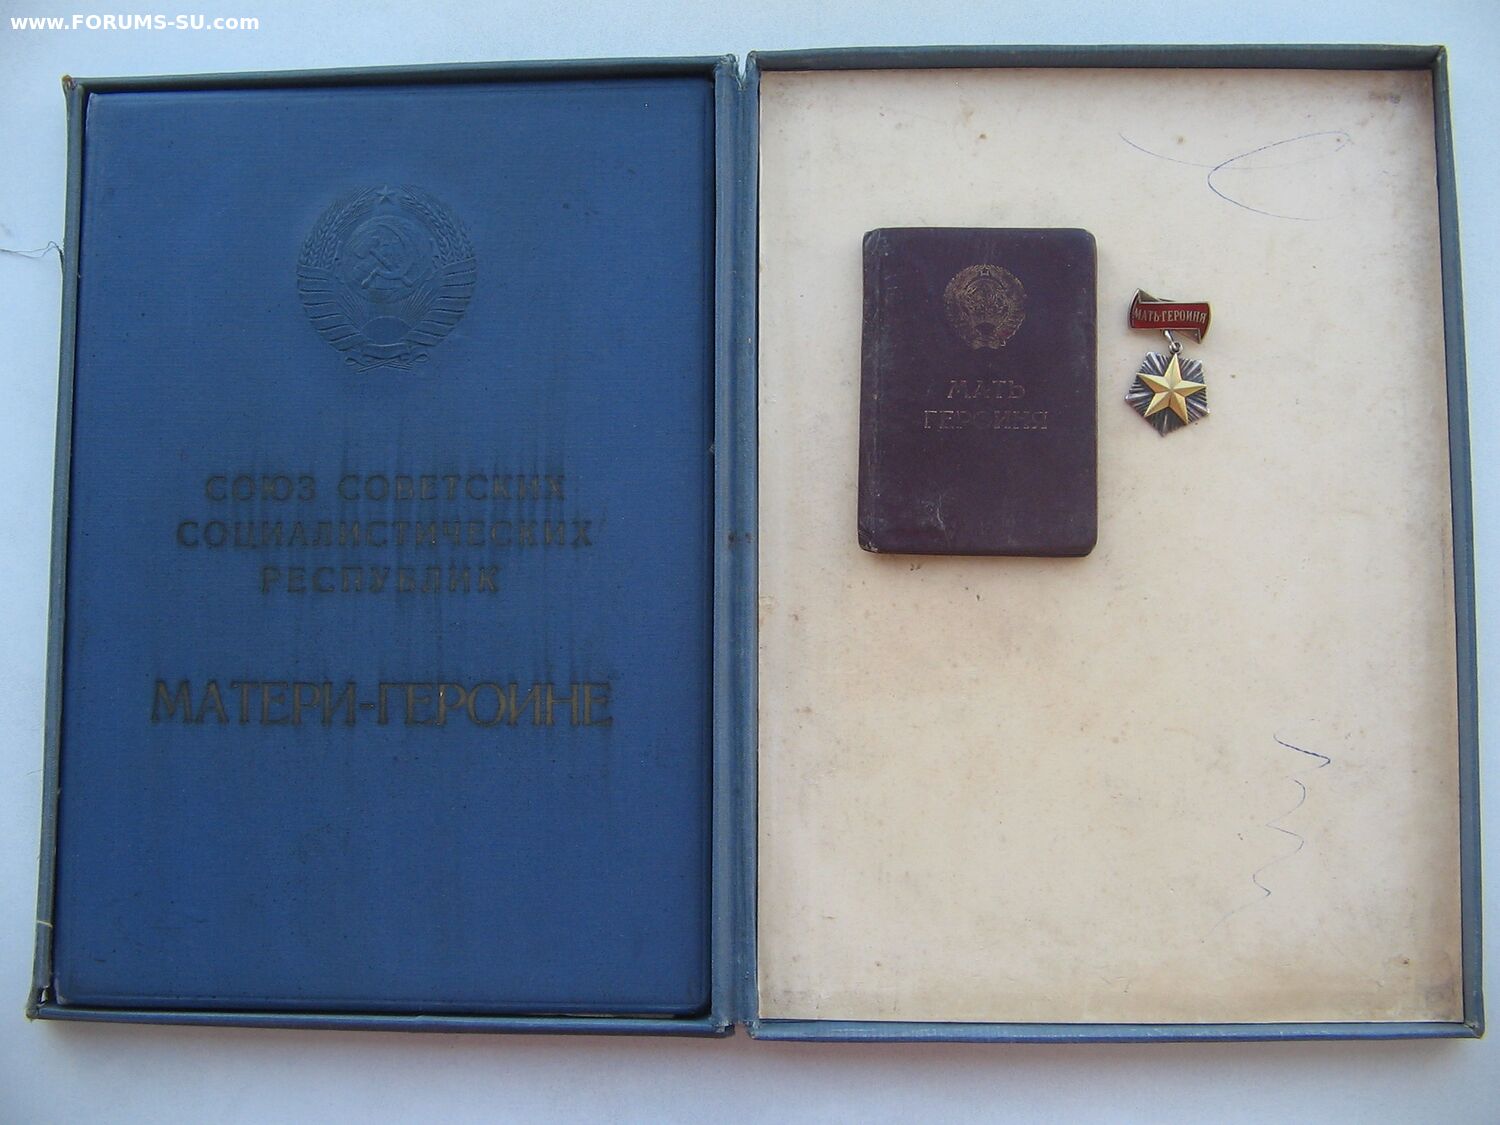 www.FORUMS-SU.com
СОЮЗ СОВЕТСКИХ
СОЦИАЛИСТИЧЕСКИХ
РЕСПУБЛИК
МАТЕРИ-ГЕРОИНЕ
МАТЬ
ГЕРОИНЯ
МАТЬ-ГЕРОИНЯ